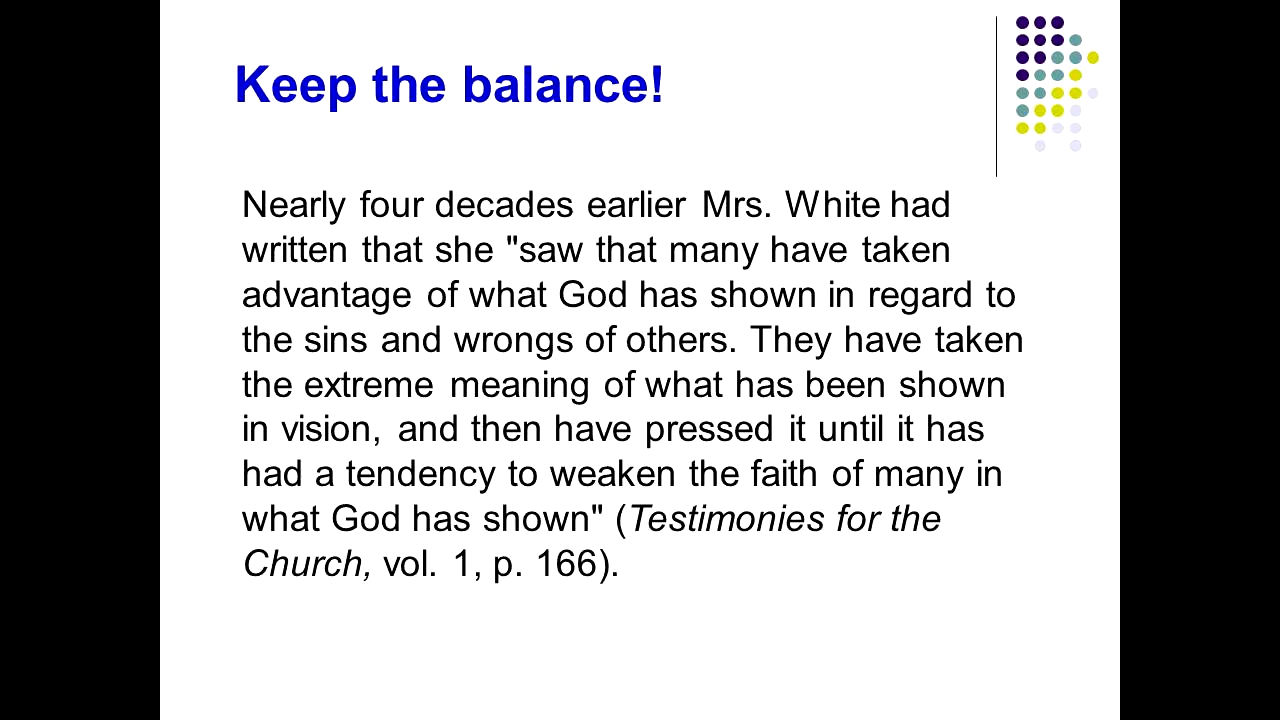 Keep the balance!
Nearly four decades earlier Mrs. White had
written that she "saw that many have taken
advantage of what God has shown in regard to
the sins and wrongs of others. They have taken
the extreme meaning of what has been shown
in vision, and then have pressed it until it has
had a tendency to weaken the faith of many in
what God has shown" (Testimonies for the
Church, vol. 1, p. 166).